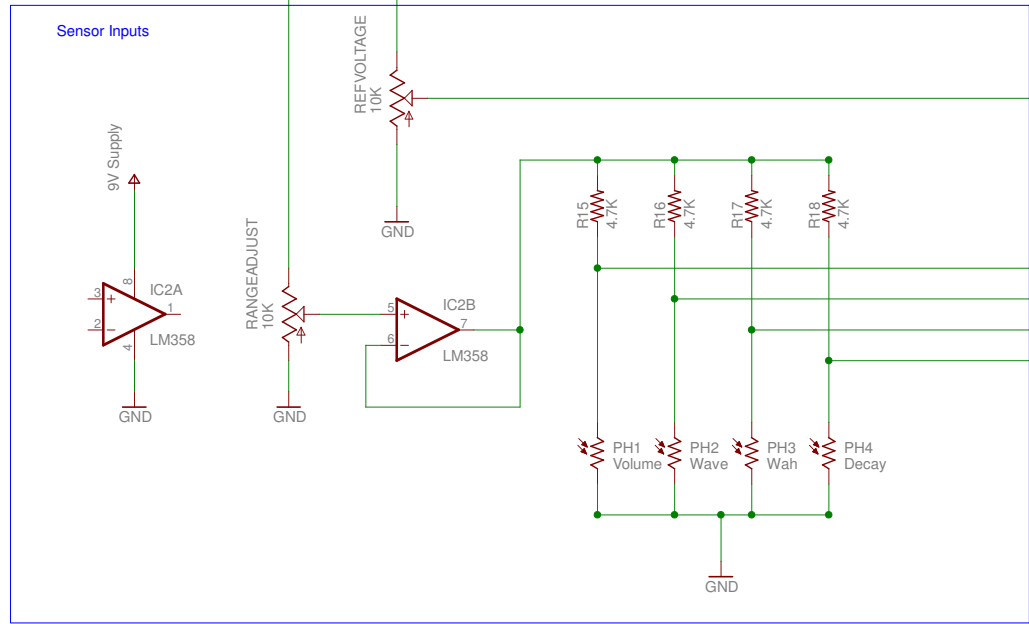 Sensor Inputs
REFVOLTAGE
10K
GND
9V Supply
8
3
+
2
−
1
4
IC2A
LM358
GND
RANGEADJUST
10K
GND
5
+
6
−
7
IC2B
LM358
R15
4.7K
R16
4.7K
R17
4.7K
R18
4.7K
PH1
Volume
PH2
Wave
PH3
Wah
PH4
Decay
GND